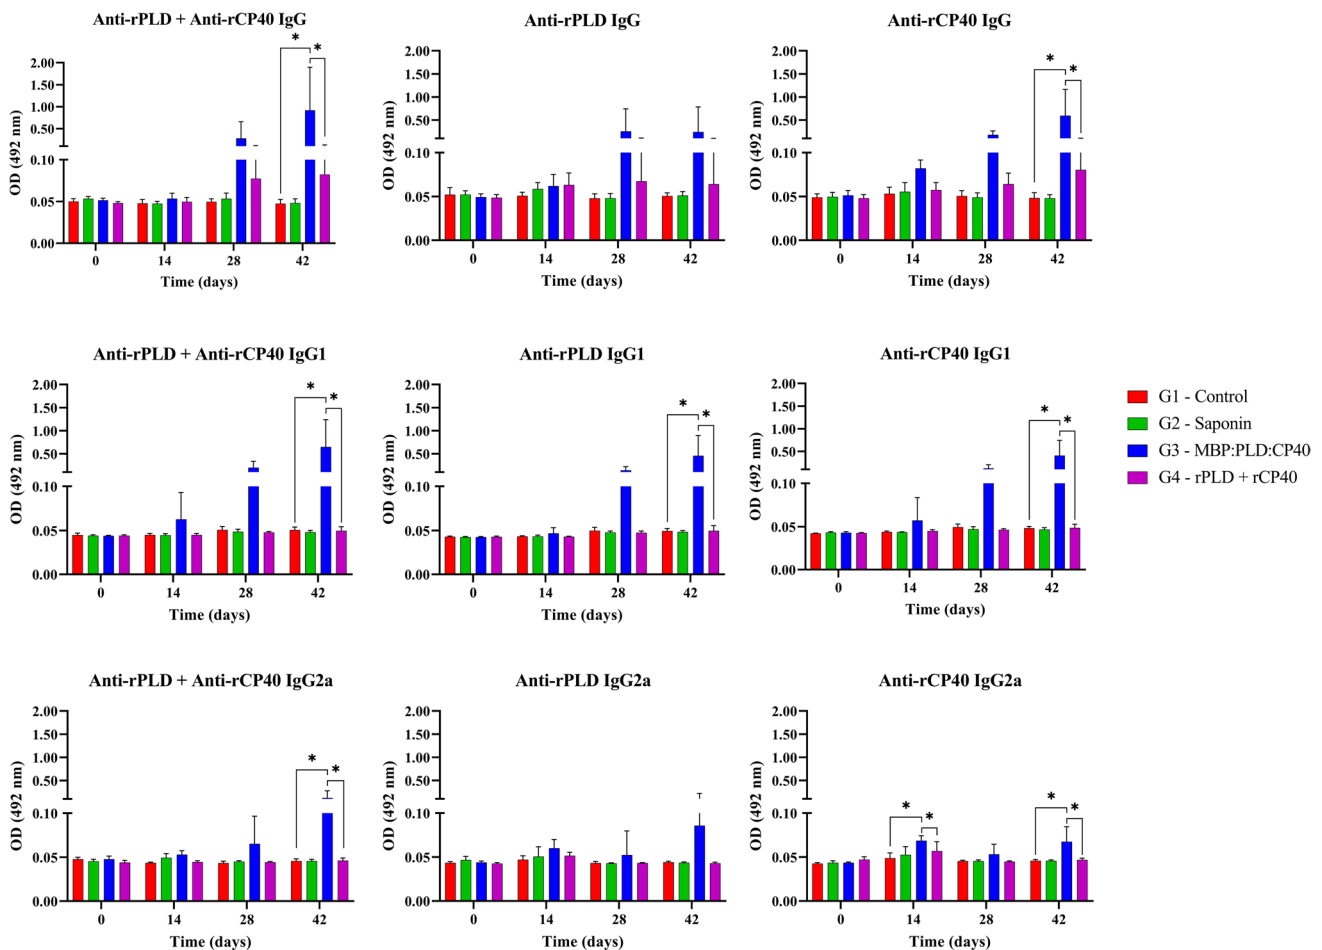 Anti-rPLD + Anti-rCP40 IgG
OD (492 nm)
2.00
1.50
1.00
0.50
0.10
0.05
0.00
* *
0 14 28 42
Time (days)
Anti-rPLD IgG
OD (492 nm)
2.00
1.50
1.00
0.50
0.10
0.05
0.00
0 14 28 42
Time (days)
Anti-rCP40 IgG
OD (492 nm)
2.00
1.50
1.00
0.50
0.10
0.05
0.00
* *
0 14 28 42
Time (days)
Anti-rPLD + Anti-rCP40 IgG1
OD (492 nm)
2.00
1.50
1.00
0.50
0.10
0.05
0.00
* *
0 14 28 42
Time (days)
Anti-rPLD IgG1
OD (492 nm)
2.00
1.50
1.00
0.50
0.10
0.05
0.00
* *
0 14 28 42
Time (days)
Anti-rCP40 IgG1
OD (492 nm)
2.00
1.50
1.00
0.50
0.10
0.05
0.00
* *
0 14 28 42
Time (days)
G1 - Control
G2 - Saponin
G3 - MBP:PLD:CP40
G4 - rPLD + rCP40
Anti-rPLD + Anti-rCP40 IgG2a
OD (492 nm)
2.00
1.50
1.00
0.50
0.10
0.05
0.00
* *
0 14 28 42
Time (days)
Anti-rPLD IgG2a
OD (492 nm)
2.00
1.50
1.00
0.50
0.10
0.05
0.00
0 14 28 42
Time (days)
Anti-rCP40 IgG2a
OD (492 nm)
2.00
1.50
1.00
0.50
0.10
0.05
0.00
* * * *
0 14 28 42
Time (days)